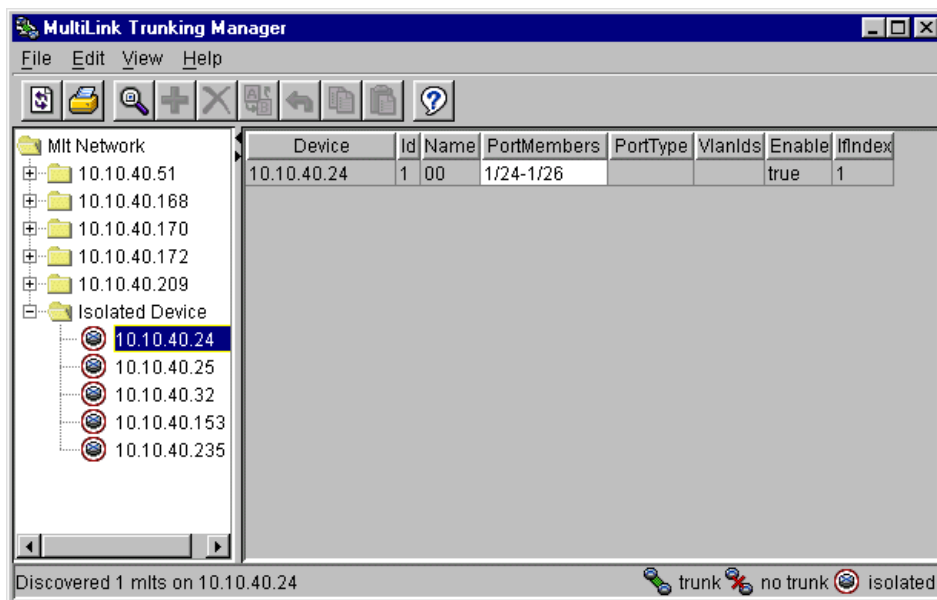 MultiLink Trunking Manager
File Edit View Help
Mlt Network
10.10.40.51
10.10.40.168
10.10.40.170
10.10.40.172
10.10.40.209
Isolated Device
10.10.40.24
10.10.40.25
10.10.40.32
10.10.40.153
10.10.40.235
Device Id Name PortMembers PortType VlanIds Enable IfIndex
10.10.40.24 1 00 1/24-1/26 true 1
Discovered 1 mlts on 10.10.40.24 trunk no trunk isolated